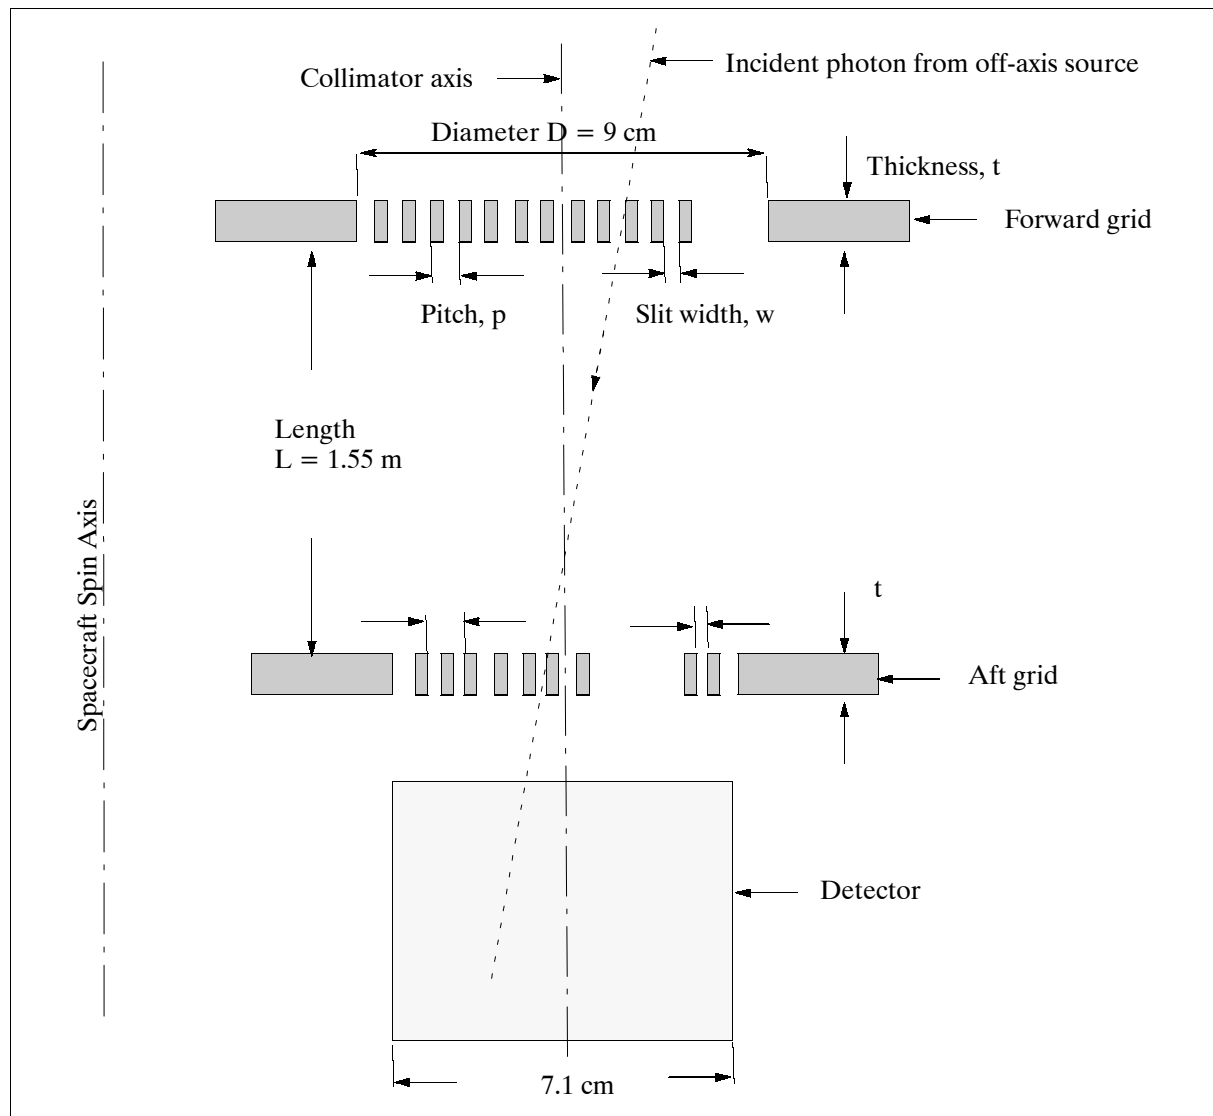 Incident photon from off-axis source
Collimator axis
Diameter D = 9 cm
Thickness, t
Forward grid
Pitch, p
Slit width, w
Length
L = 1.55 m
Spacecraft Spin Axis
t
Aft grid
Detector
7.1 cm